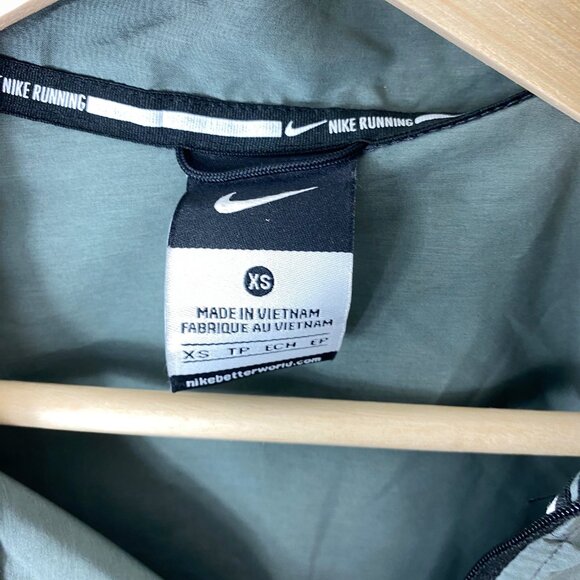 NIKE RUNNING
NIKE RUNNING
XS
MADE IN VIETNAM
FABRIQUE AU VIETNAM
XS TP ECH EP
nikebetterworld.com